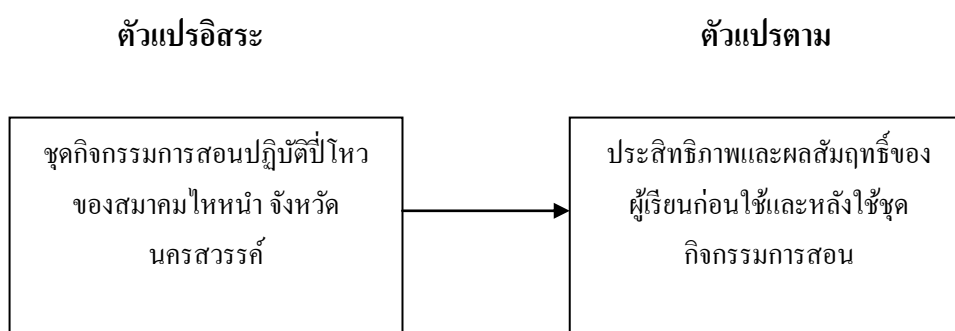 ตัวแปรอิสระ
ตัวแปรตาม
ชุดกิจกรรมการสอนปฏิบัติปี่โหว
ของสมาคมไหหนำ จังหวัด
นครสวรรค์
ประสิทธิภาพและผลสัมฤทธิ์ของ
ผู้เรียนก่อนใช้และหลังใช้ชุด
กิจกรรมการสอน